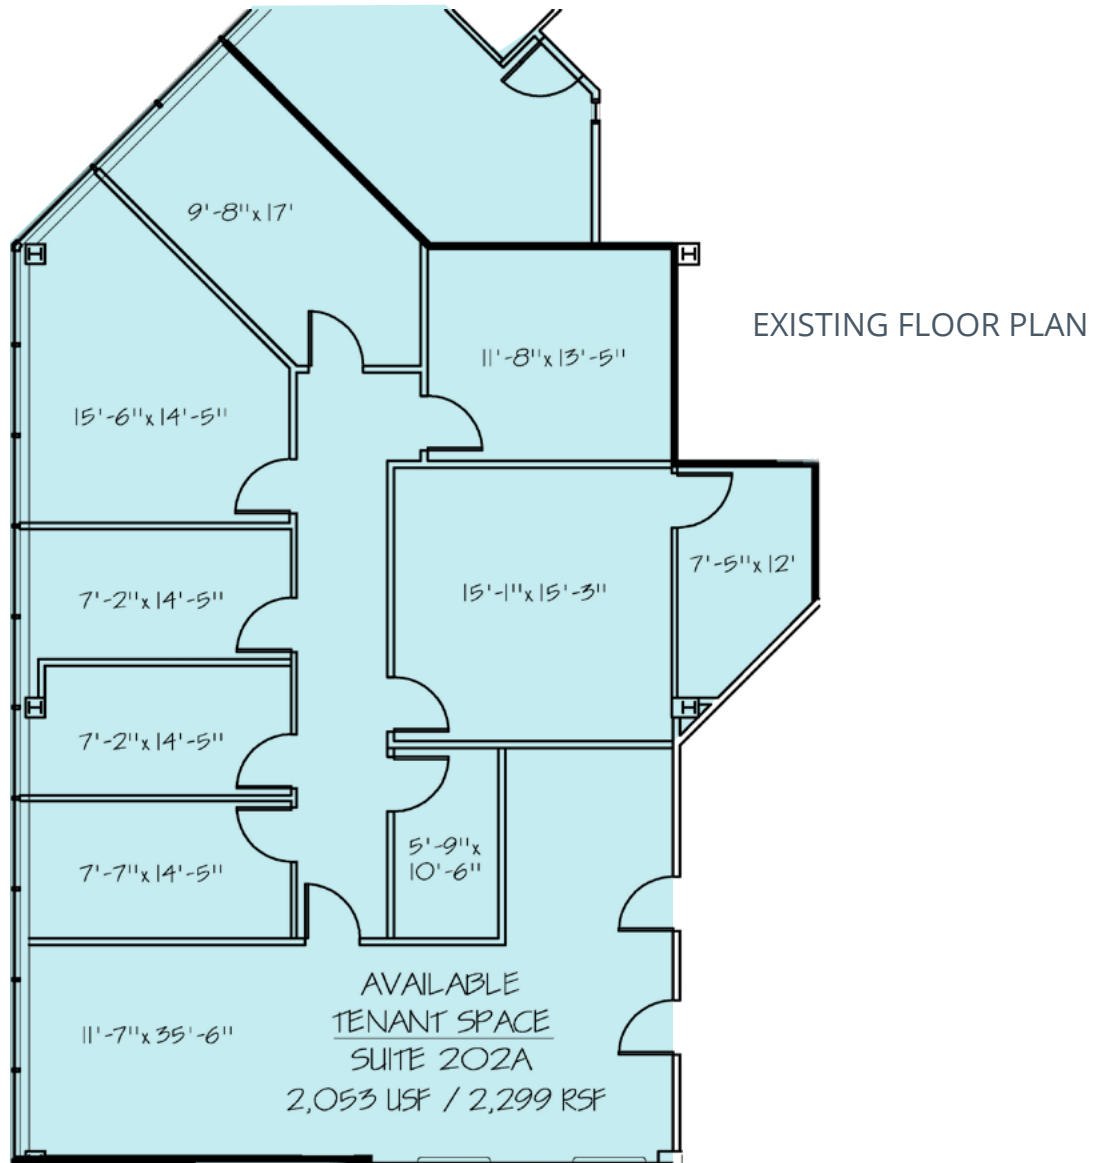 9'-8"x17'
EXISTING FLOOR PLAN
11'-8"x13'-5"
15'-6"x14'-5"
7'-5"x12'
15'-1"x15'-3"
7'-2"x14'-5"
7'-2"x14'-5"
5'-9"x
10'-6"
7'-7"x14'-5"
AVAILABLE
TENANT SPACE
SUITE 202A
2,053 USF / 2,299 RSF
11'-7"x35'-6"